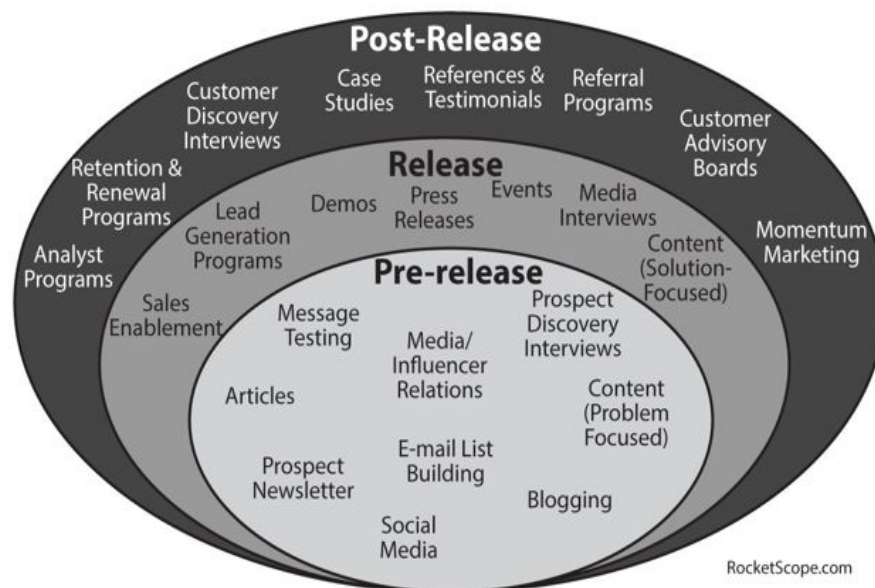 Post-Release
Customer
Discovery
Interviews
Case
Studies
References &
Testimonials
Referral
Programs
Customer
Advisory
Boards
Retention &
Renewal
Programs
Analyst
Programs
Momentum
Marketing
Release
Lead
Generation
Programs
Demos
Press
Releases
Events
Media
Interviews
Content
(Solution-
Focused)
Sales
Enablement
Pre-release
Message
Testing
Media/
Influencer
Relations
Prospect
Discovery
Interviews
Articles
Content
(Problem
Focused)
Prospect
Newsletter
E-mail List
Building
Blogging
Social
Media
RocketScope.com